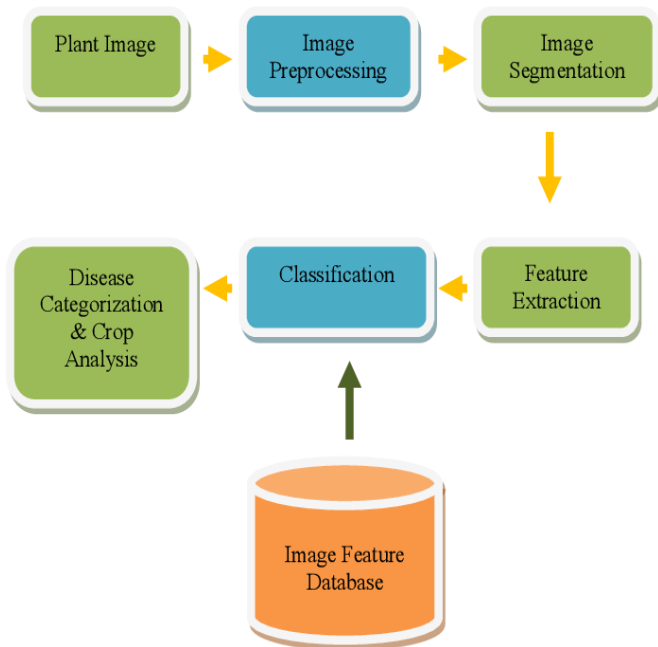 Plant Image
Image
Preprocessing
Image
Segmentation
Feature
Extraction
Classification
Disease
Categorization
& Crop
Analysis
Image Feature
Database